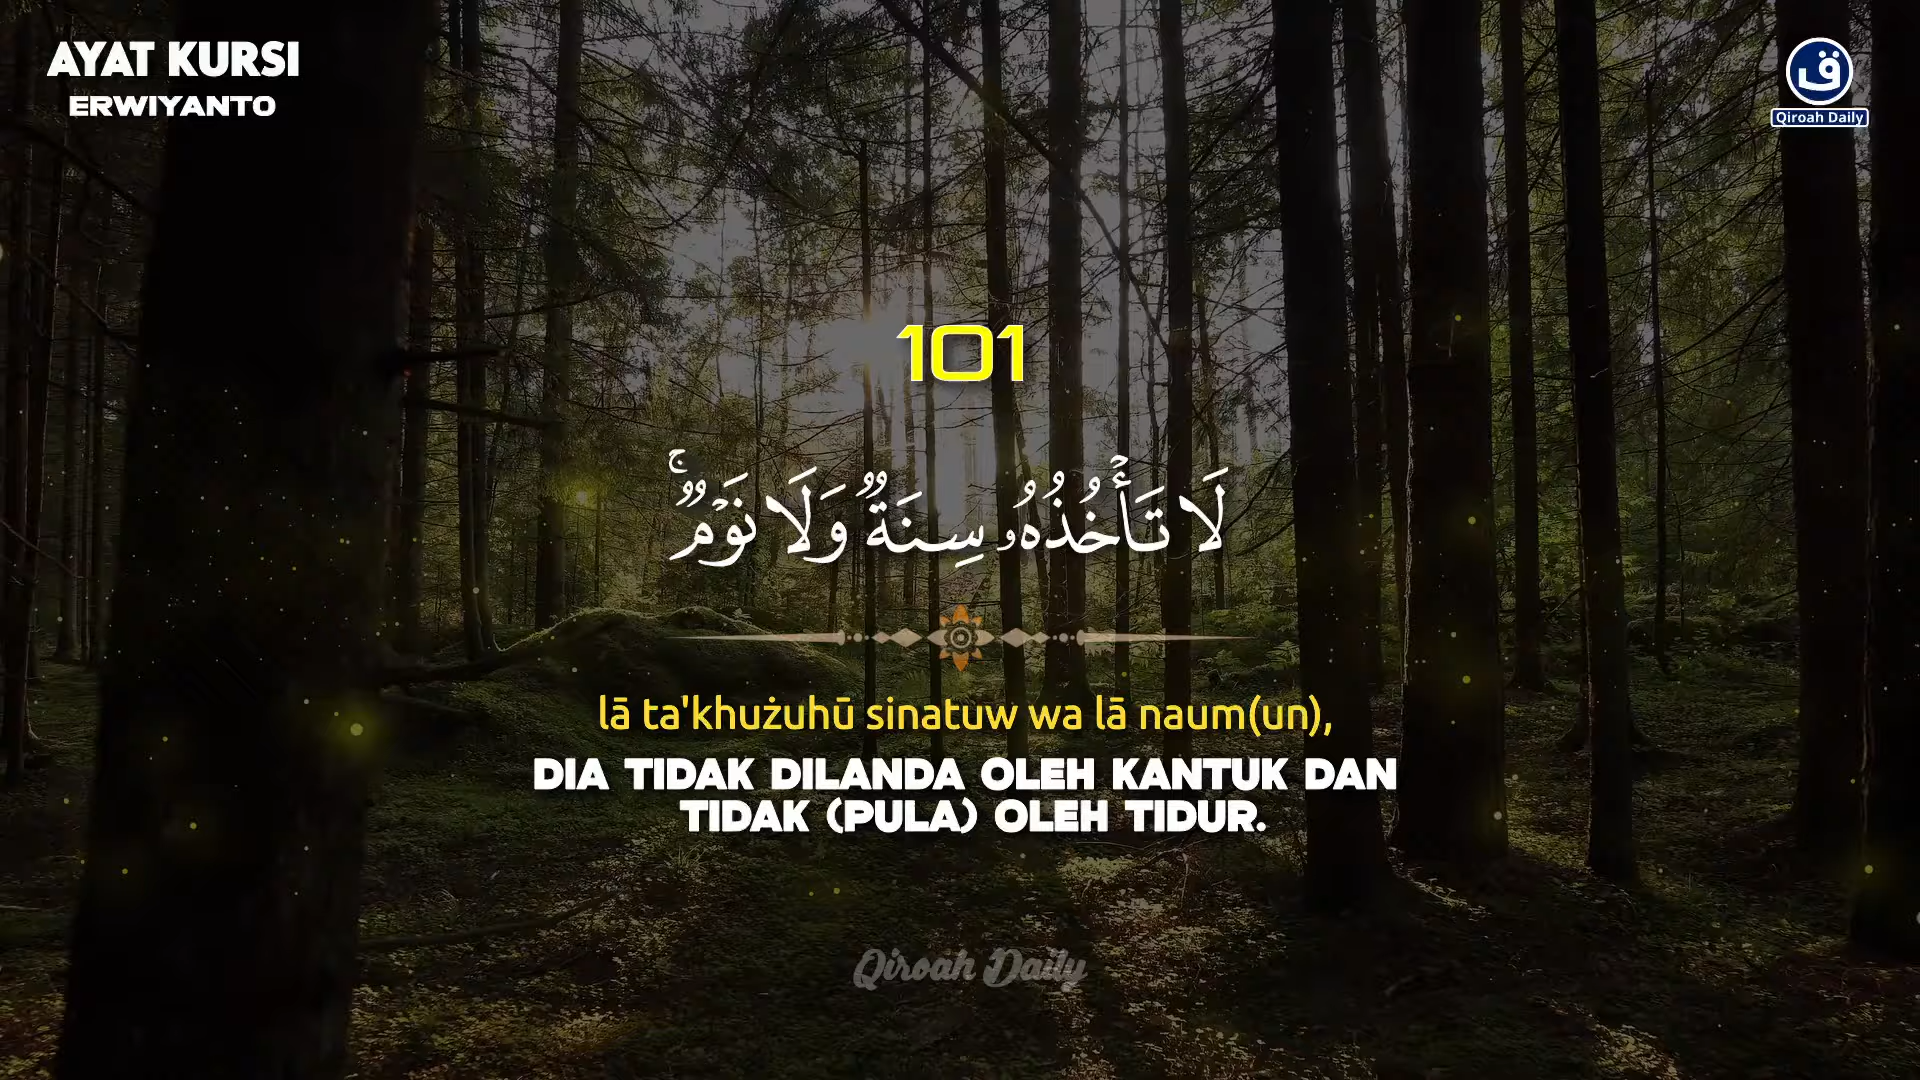 AYAT KURSI
ERWIYANTO
ق
Qiroah Daily
101
لَا تَأْخُذُهُۥ سِنَةٌ وَلَا نَوْمٌ ۚ
lā ta'khużuhū sinatuw wa lā naum(un),
DIA TIDAK DILANDA OLEH KANTUK DAN
TIDAK (PULA) OLEH TIDUR.
Qiroah Daily